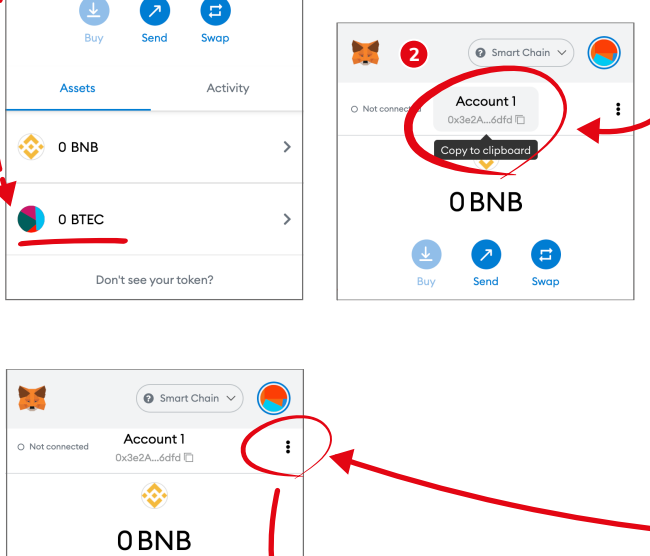 Buy Send Swap
Assets Activity
0 BNB
0 BTEC
Don't see your token?
2 Smart Chain
Not connected
Account 1
0x3e2A...6dfd
Copy to clipboard
0 BNB
Buy Send Swap
Smart Chain
Not connected
Account 1
0x3e2A...6dfd
0 BNB